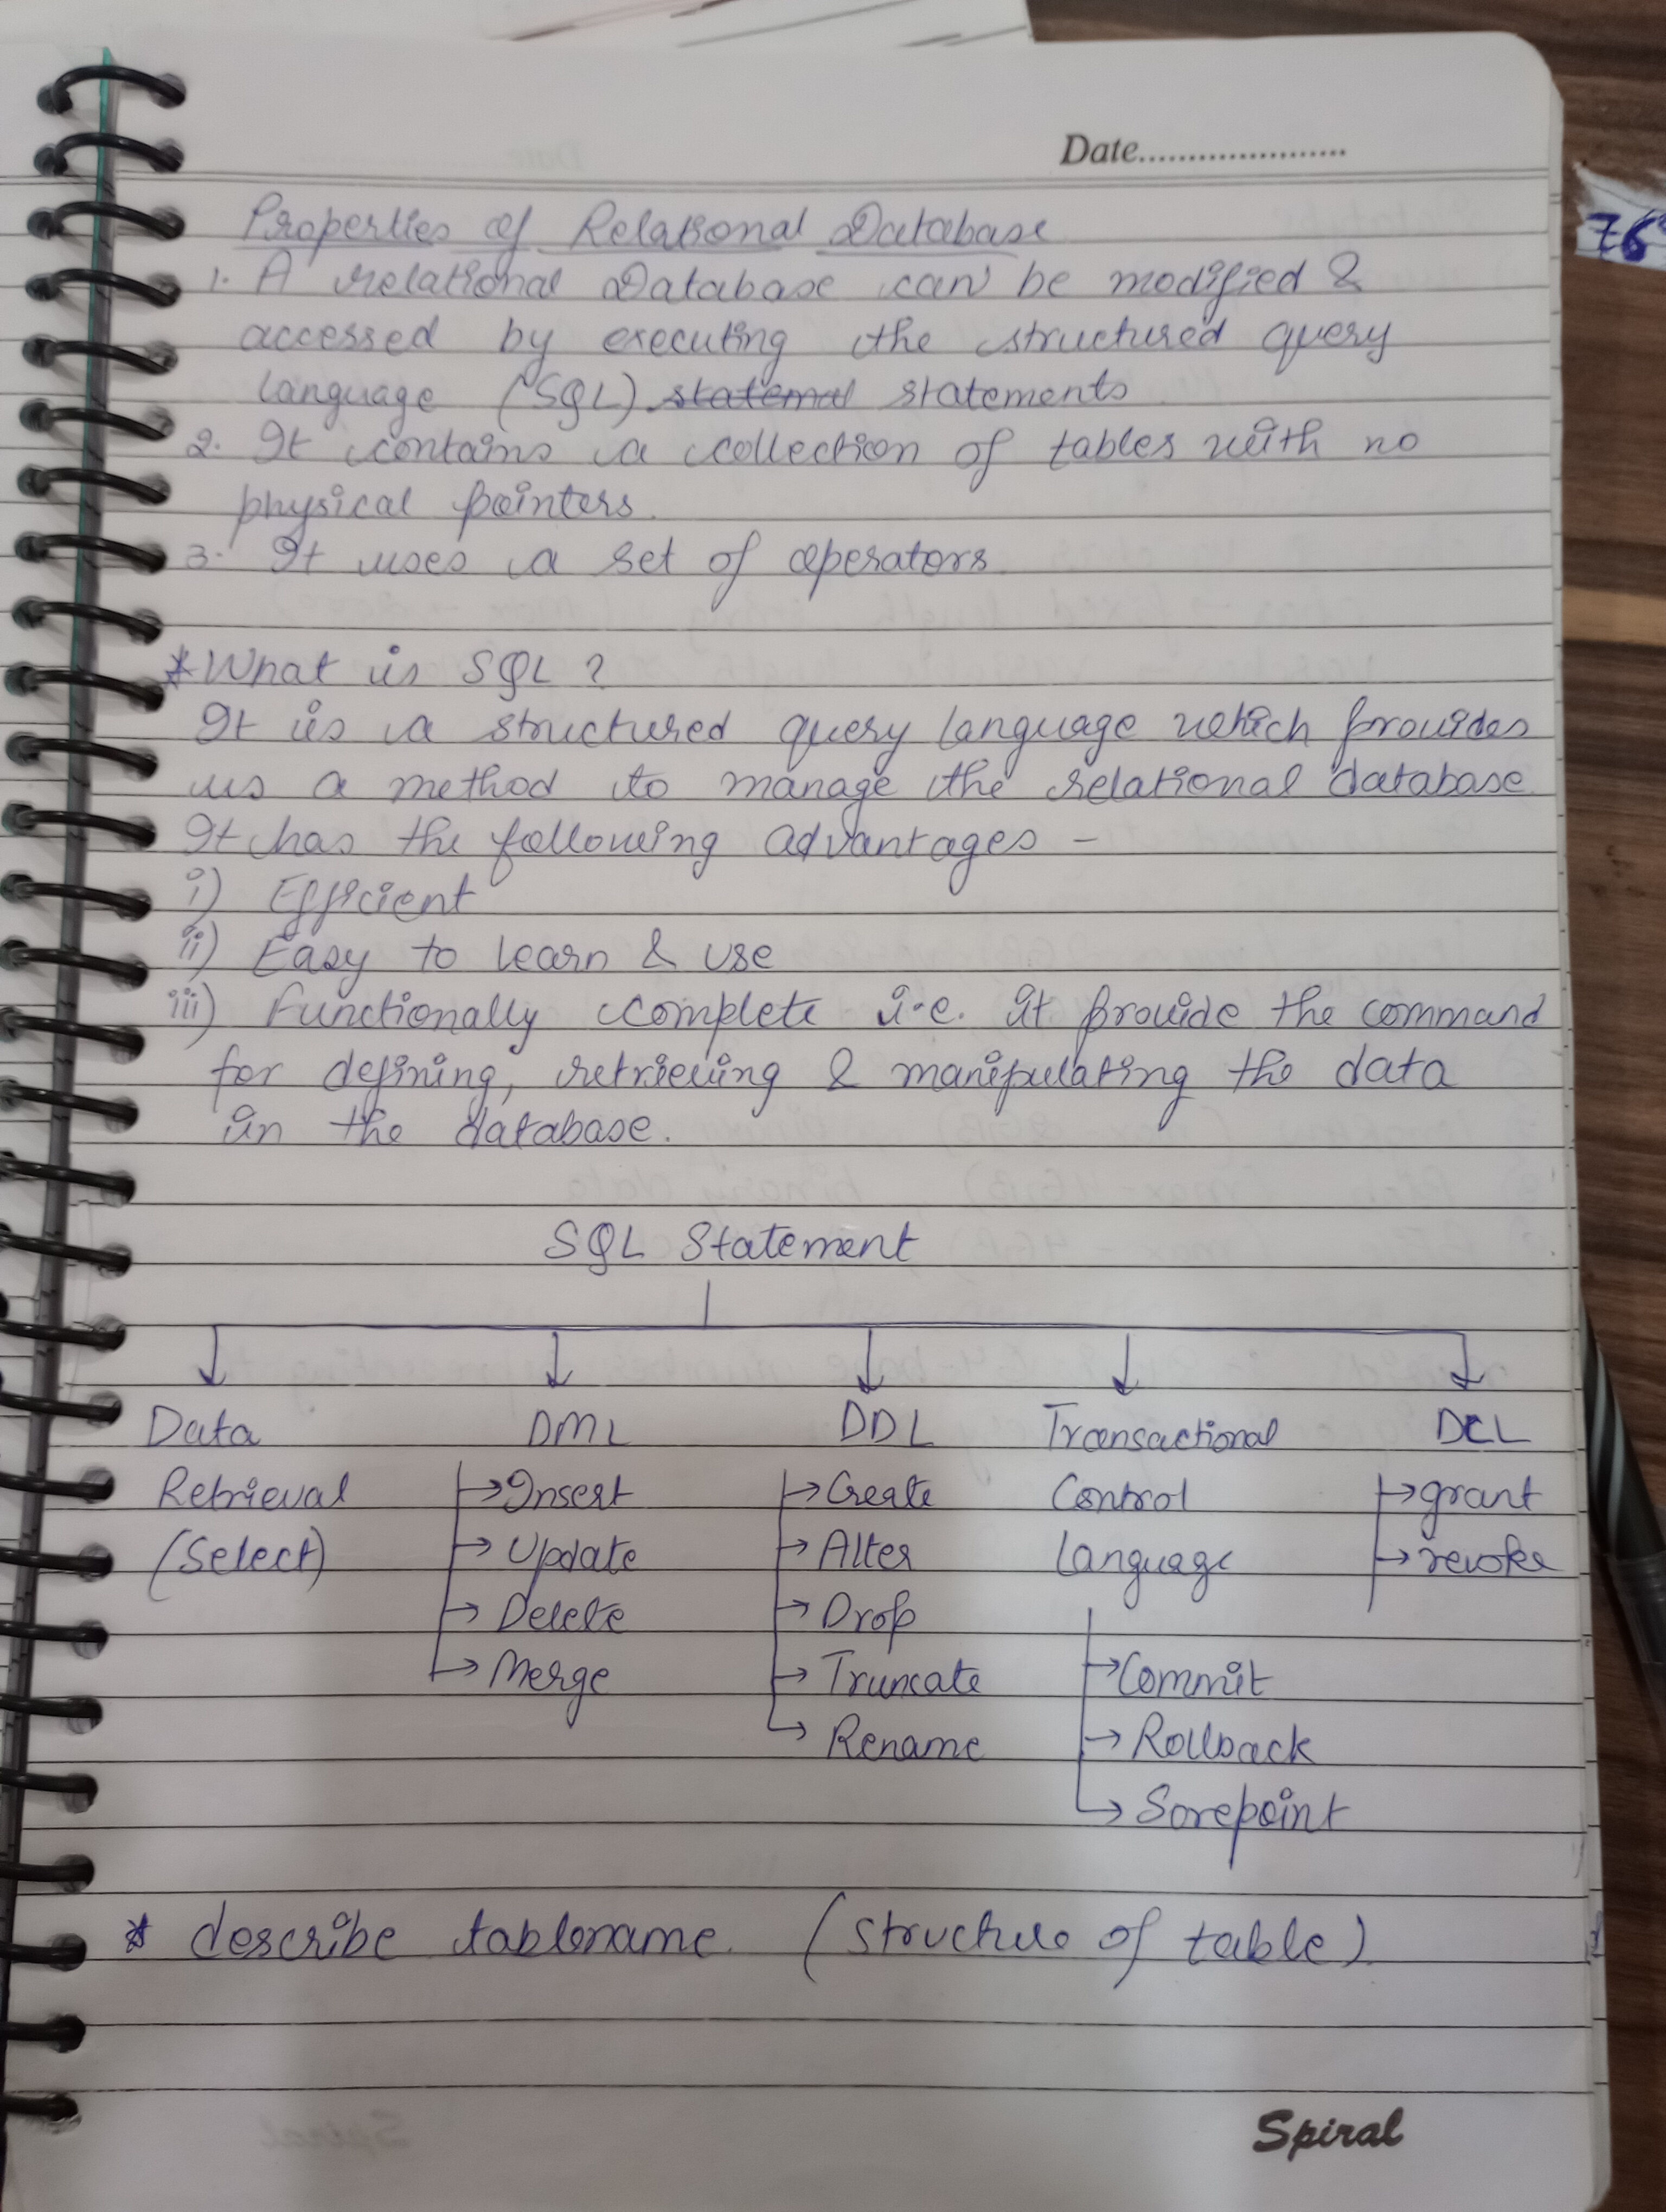 Date.....................
76
Properties of Relational Database
1. A relational Database can be modified &
accessed by executing the structured query
language (SQL) statemal statements
2. It contains a collection of tables with no
physical pointers.
3. It uses a set of operators.
* What is SQL ?
It is a structured query language which provides
us a method to manage the relational database.
It has the following advantages -
i) Efficient
ii) Easy to learn & use
iii) Functionally complete i.e. it provide the command
for defining, retrieving & manipulating the data
in the database.
SQL Statement
Data DML DDL Transactional DCL
Retrieval →Insert →Create Control →grant
(Select) →Update →Alter Language →revoke
→Delete →Drop
→Merge →Truncate →Commit
→Rename →Rollback
→Sovepoint
* describe tablename (structure of table)
Spiral